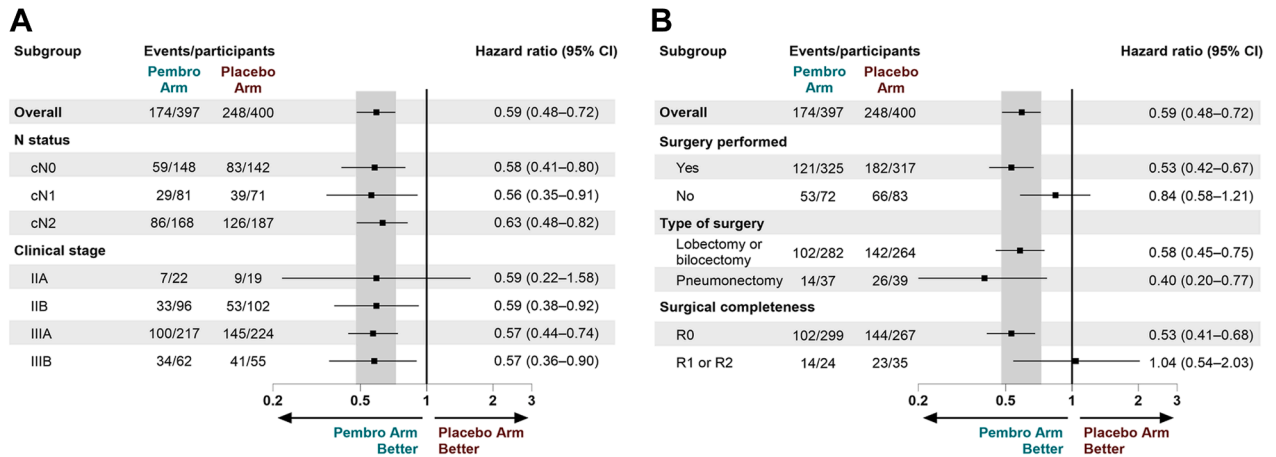 A
Subgroup Events/participants Hazard ratio (95% CI)
Pembro Placebo
Arm Arm
Overall 174/397 248/400 0.59 (0.48–0.72)
N status
cN0 59/148 83/142 0.58 (0.41–0.80)
cN1 29/81 39/71 0.56 (0.35–0.91)
cN2 86/168 126/187 0.63 (0.48–0.82)
Clinical stage
IIA 7/22 9/19 0.59 (0.22–1.58)
IIB 33/96 53/102 0.59 (0.38–0.92)
IIIA 100/217 145/224 0.57 (0.44–0.74)
IIIB 34/62 41/55 0.57 (0.36–0.90)
0.2 0.5 1 2 3
Pembro Arm Placebo Arm
Better Better
B
Subgroup Events/participants Hazard ratio (95% CI)
Pembro Placebo
Arm Arm
Overall 174/397 248/400 0.59 (0.48–0.72)
Surgery performed
Yes 121/325 182/317 0.53 (0.42–0.67)
No 53/72 66/83 0.84 (0.58–1.21)
Type of surgery
Lobectomy or
bilocectomy 102/282 142/264 0.58 (0.45–0.75)
Pneumonectomy 14/37 26/39 0.40 (0.20–0.77)
Surgical completeness
R0 102/299 144/267 0.53 (0.41–0.68)
R1 or R2 14/24 23/35 1.04 (0.54–2.03)
0.2 0.5 1 2 3
Pembro Arm Placebo Arm
Better Better